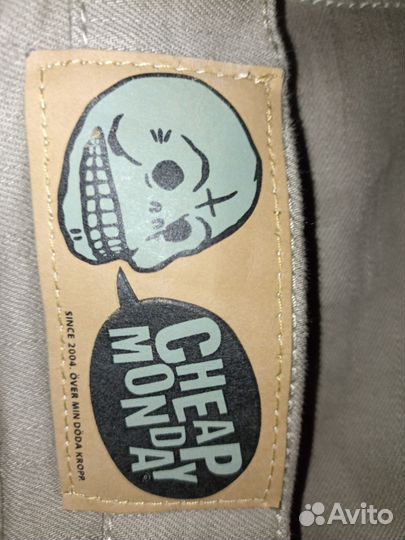 CHEAP
MONDAY
SINCE 2004. ÖVER MIN DÖDA KROPP.
Avito